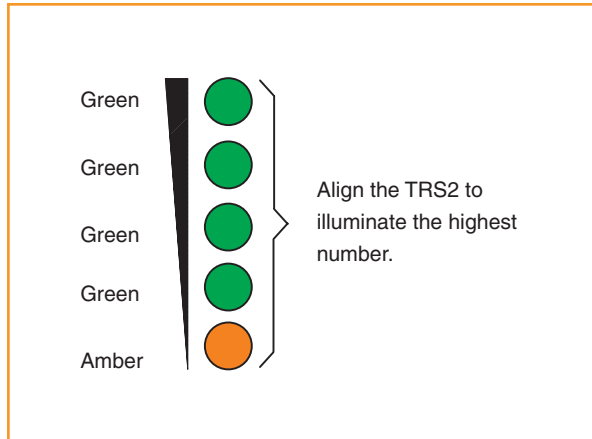 Green
Green
Green
Green
Amber
Align the TRS2 to
illuminate the highest
number.